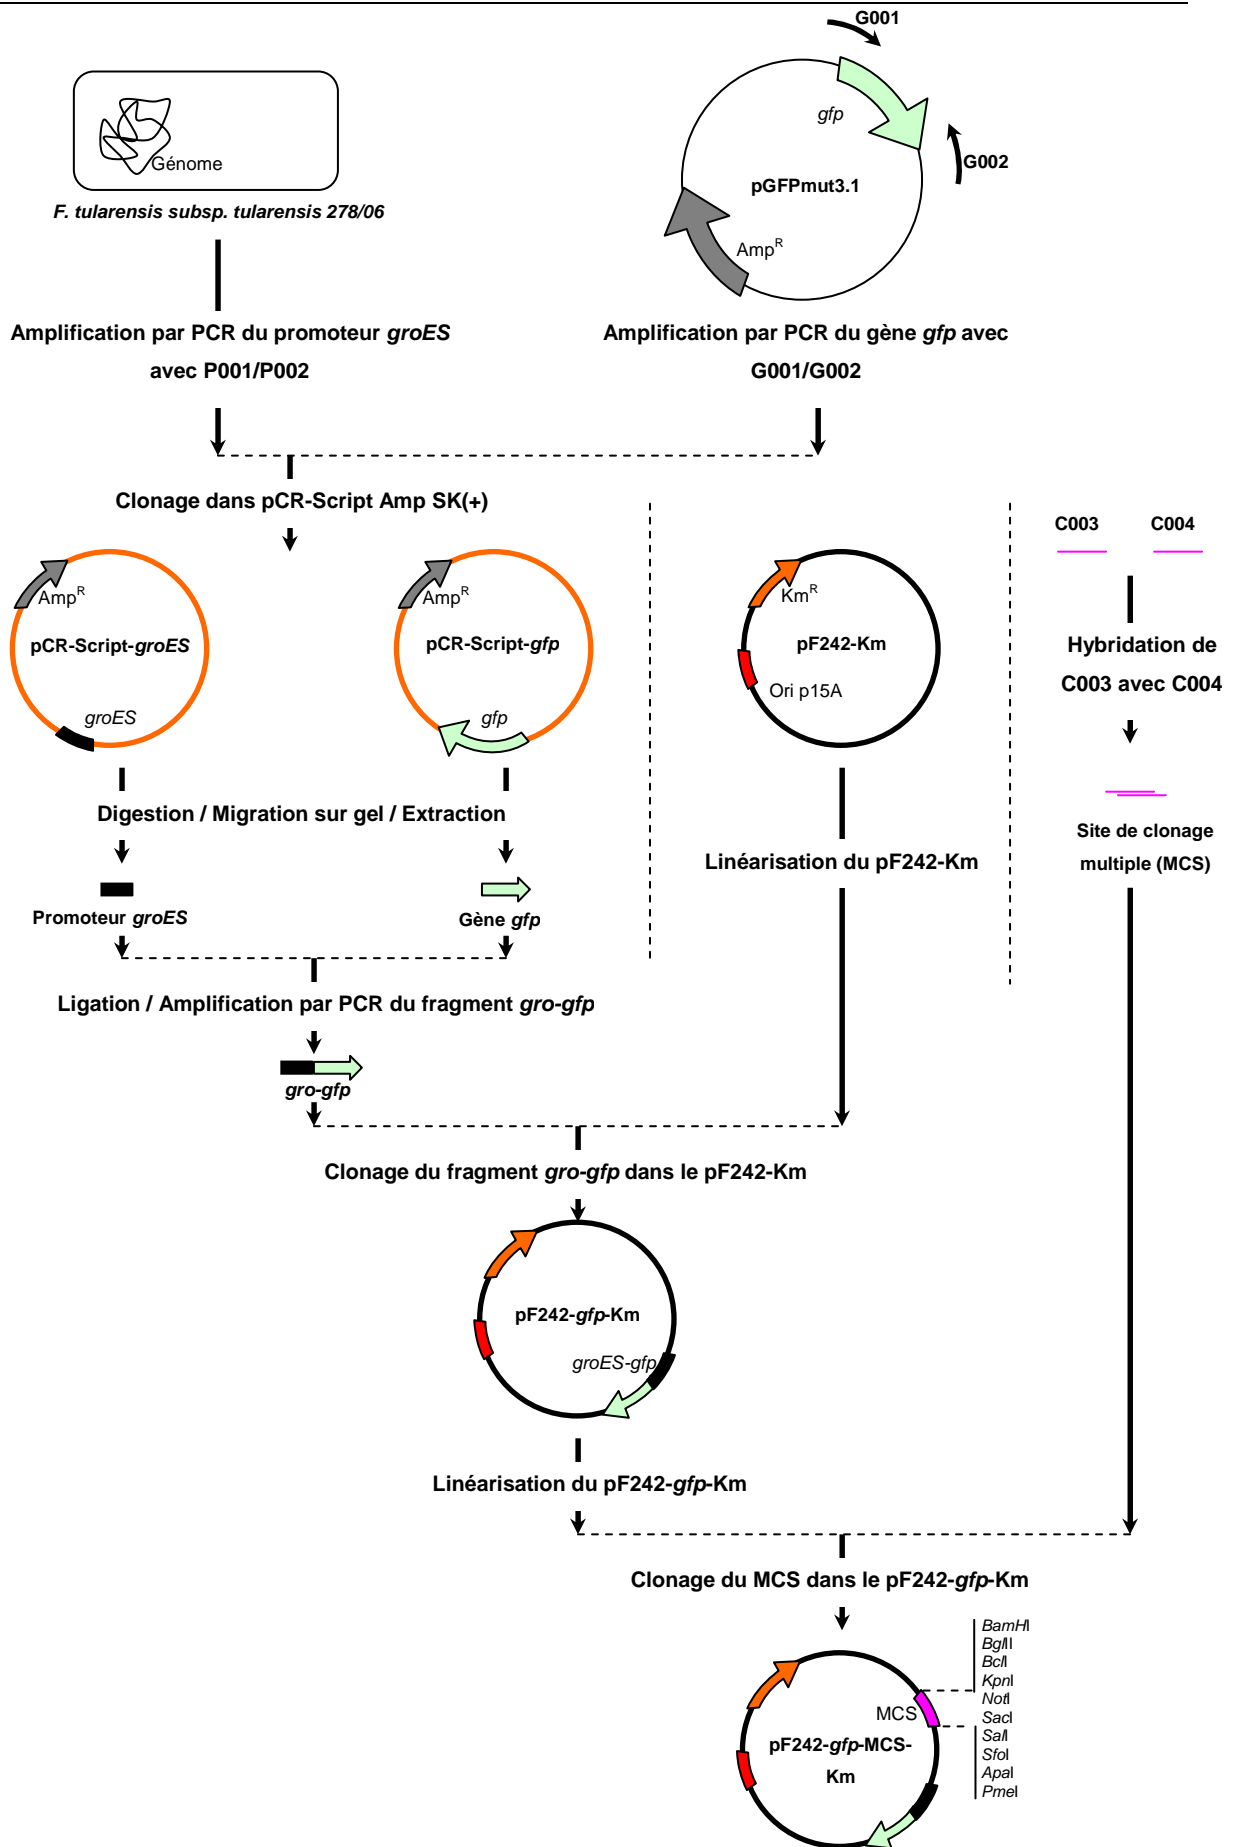 G001
Génome
gfp
G002
pGFPmut3.1
F. tularensis subsp. tularensis 278/06
Amp^R
Amplification par PCR du promoteur groES
avec P001/P002
Amplification par PCR du gène gfp avec
G001/G002
Clonage dans pCR-Script Amp SK(+)
C003 C004
Amp^R
pCR-Script-groES
groES
Amp^R
pCR-Script-gfp
gfp
Km^R
pF242-Km
Ori p15A
Hybridation de
C003 avec C004
Digestion / Migration sur gel / Extraction
Linéarisation du pF242-Km
Site de clonage
multiple (MCS)
Promoteur groES
Gène gfp
Ligation / Amplification par PCR du fragment gro-gfp
gro-gfp
Clonage du fragment gro-gfp dans le pF242-Km
pF242-gfp-Km
groES-gfp
Linéarisation du pF242-gfp-Km
Clonage du MCS dans le pF242-gfp-Km
BamHI
BglII
BclI
KpnI
NotI
SacI
SalI
SfoI
ApaI
PmeI
MCS
pF242-gfp-MCS-
Km